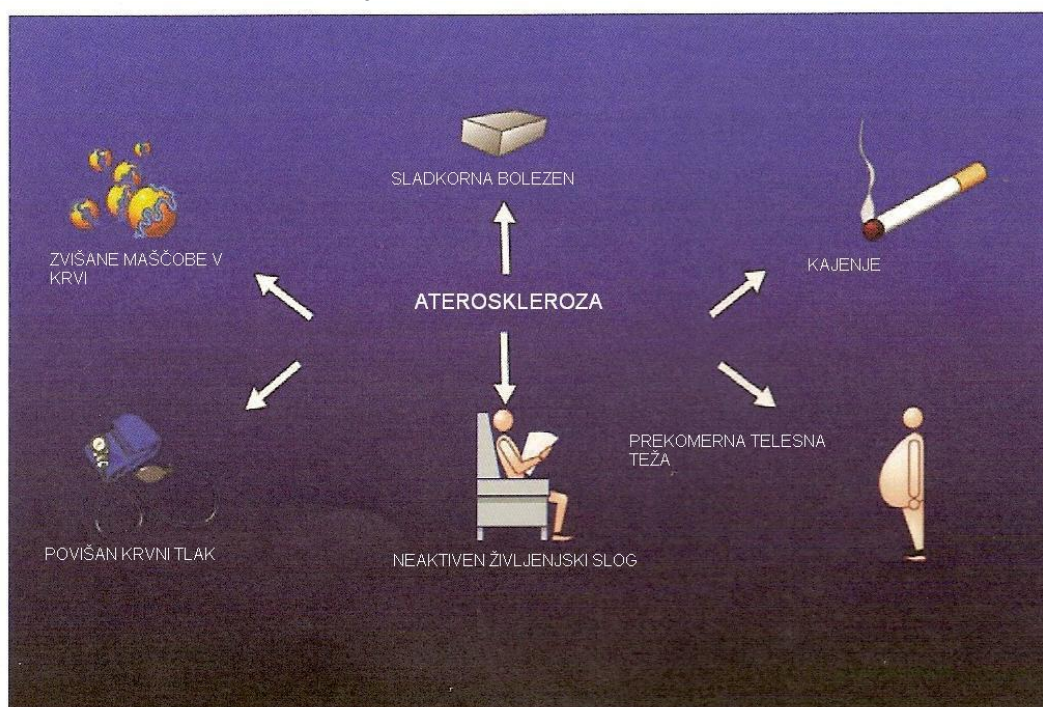 SLADKORNA BOLEZEN
ZVIŠANE MAŠČOBE V
KRVI
KAJENJE
ATEROSKLEROZA
PREKOMERNA TELESNA
TEŽA
POVIŠAN KRVNI TLAK
NEAKTIVEN ŽIVLJENJSKI SLOG